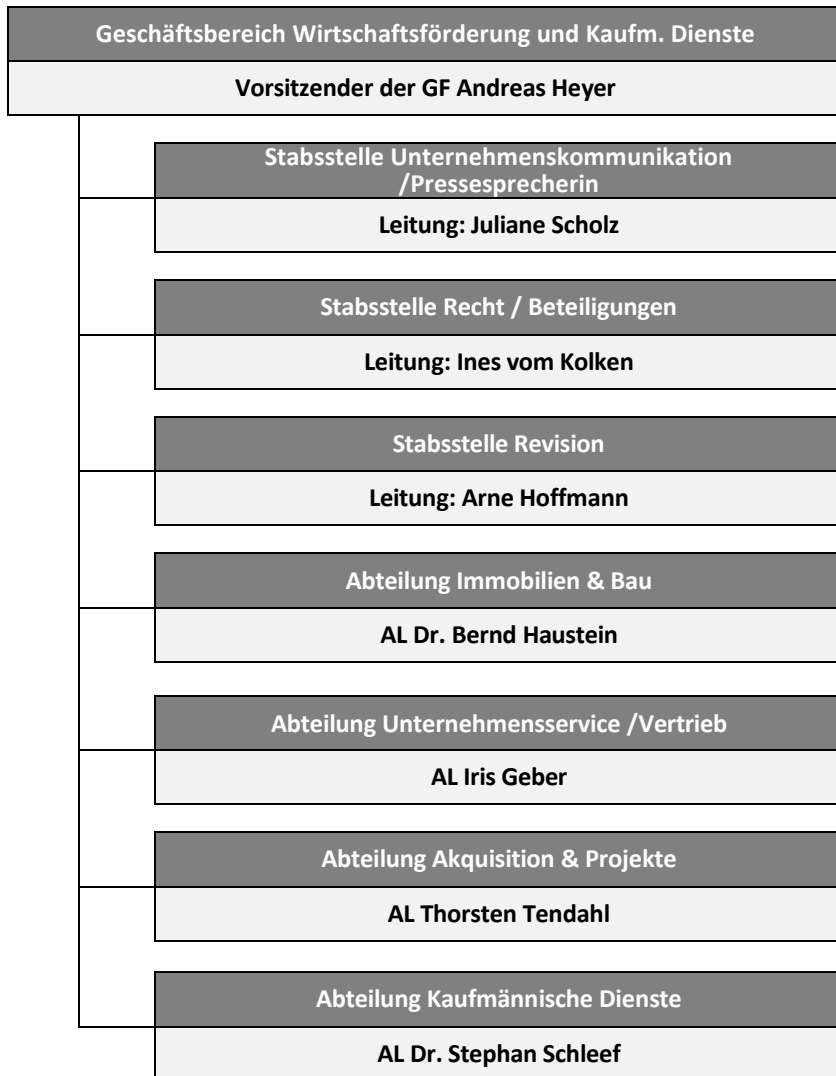 Geschäftsbereich Wirtschaftsförderung und Kaufm. Dienste
Vorsitzender der GF Andreas Heyer
Stabsstelle Unternehmenskommunikation
/Pressesprecherin
Leitung: Juliane Scholz
Stabsstelle Recht / Beteiligungen
Leitung: Ines vom Kolken
Stabsstelle Revision
Leitung: Arne Hoffmann
Abteilung Immobilien & Bau
AL Dr. Bernd Haustein
Abteilung Unternehmensservice /Vertrieb
AL Iris Geber
Abteilung Akquisition & Projekte
AL Thorsten Tendahl
Abteilung Kaufmännische Dienste
AL Dr. Stephan Schleef